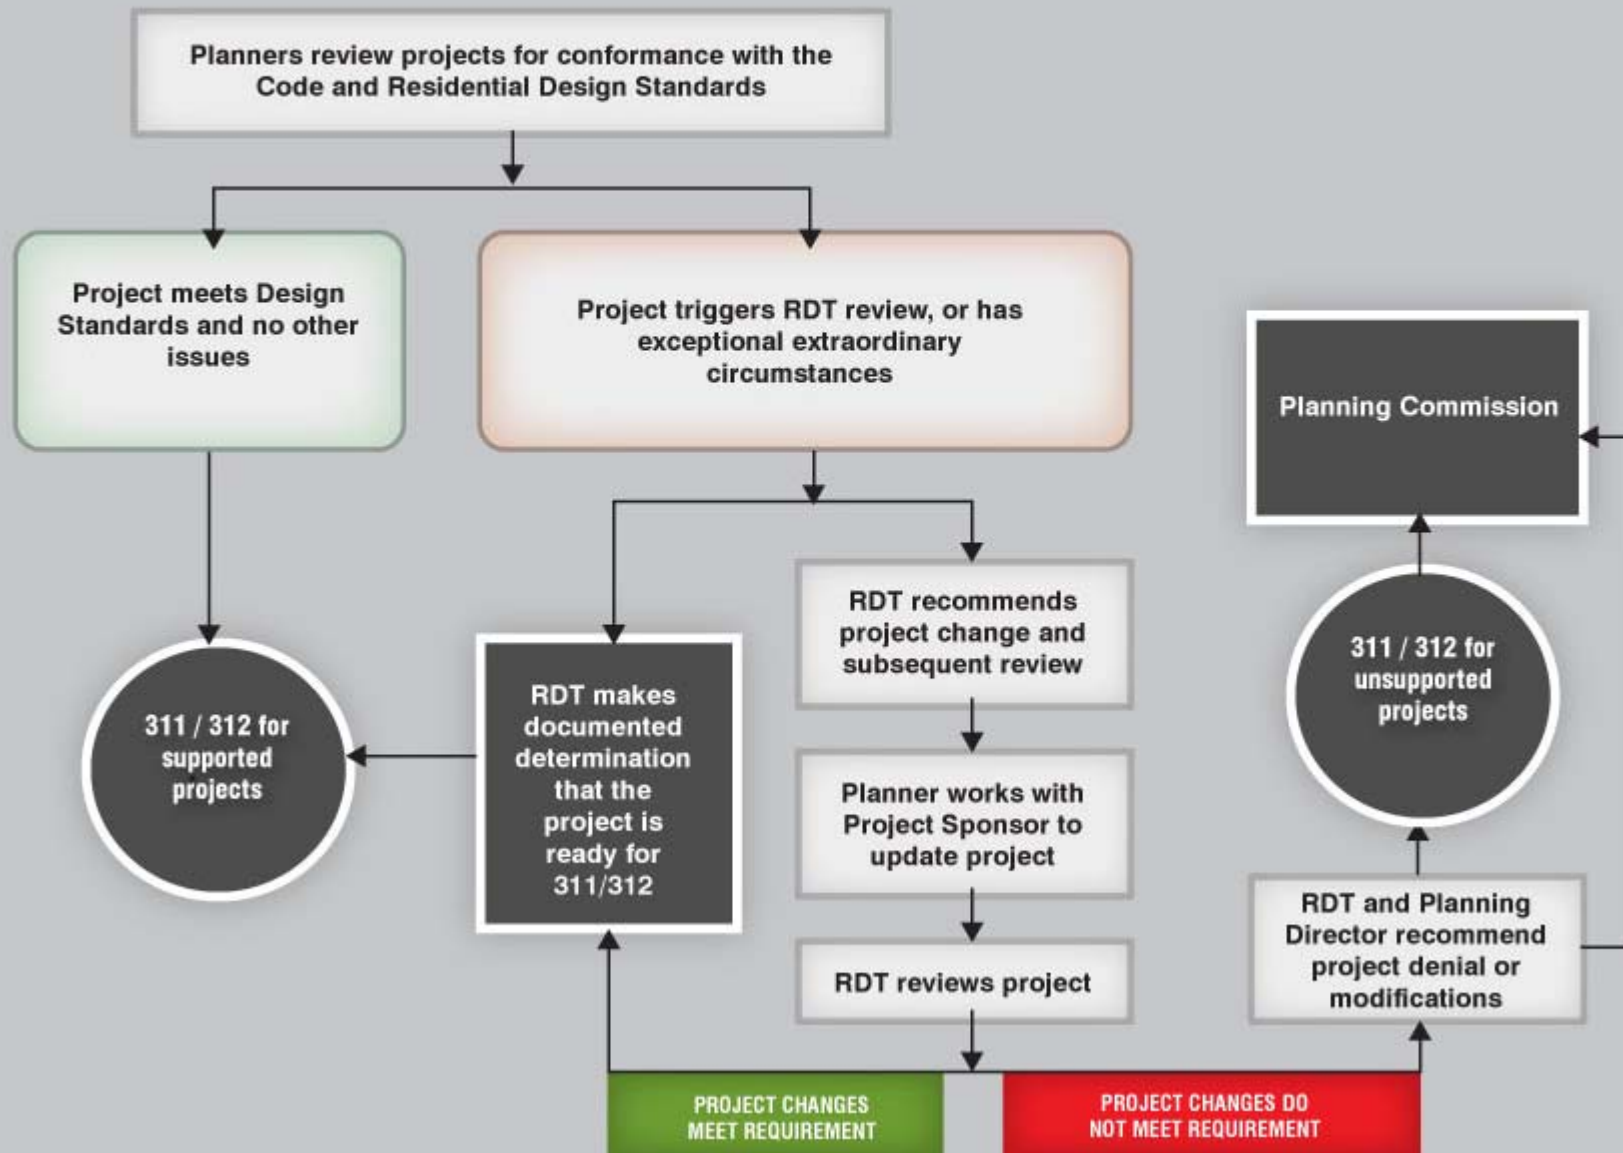 Planners review projects for conformance with the
Code and Residential Design Standards
Project meets Design
Standards and no other
issues
Project triggers RDT review, or has
exceptional extraordinary
circumstances
Planning Commission
RDT recommends
project change and
subsequent review
311 / 312 for
unsupported
projects
311 / 312 for
supported
projects
RDT makes
documented
determination
that the
project is
ready for
311/312
Planner works with
Project Sponsor to
update project
RDT reviews project
RDT and Planning
Director recommend
project denial or
modifications
PROJECT CHANGES
MEET REQUIREMENT
PROJECT CHANGES DO
NOT MEET REQUIREMENT